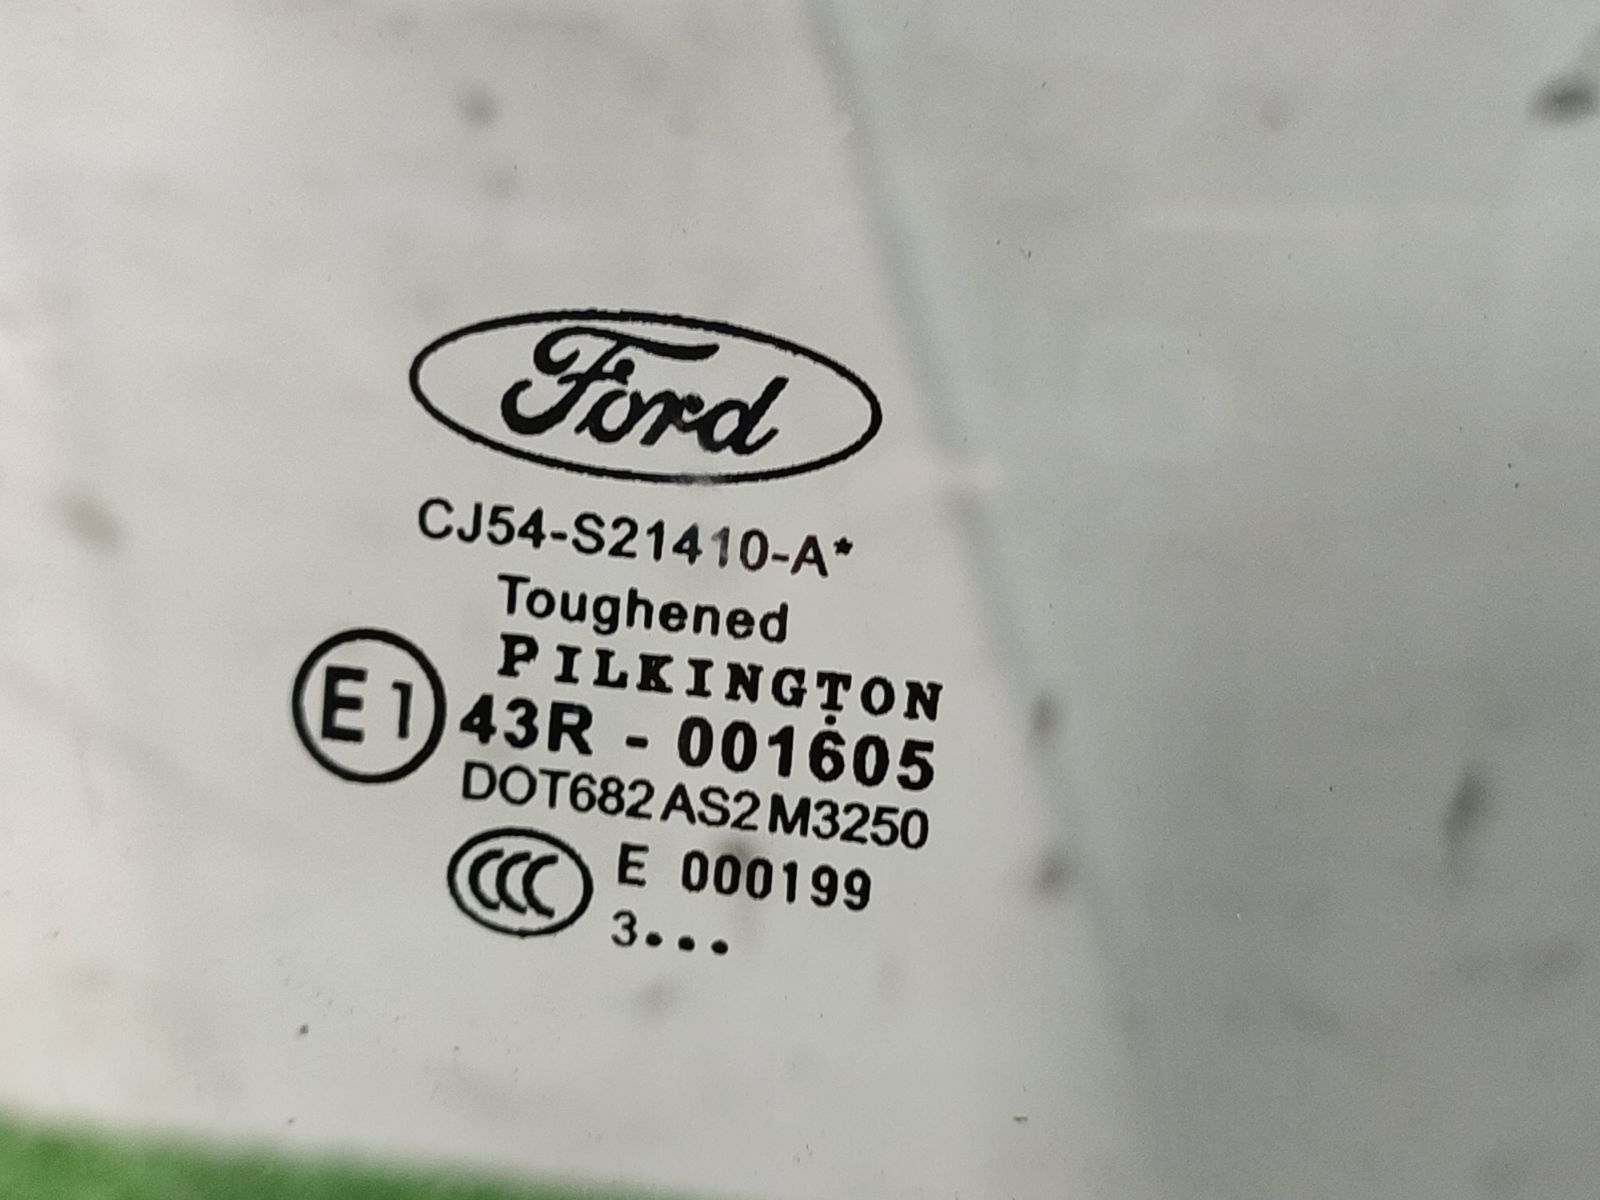 Ford
CJ54-S21410-A*
Toughened
PILKINGTON
E1 43R - 001605
DOT682 AS2 M3250
CCC E 000199
3...